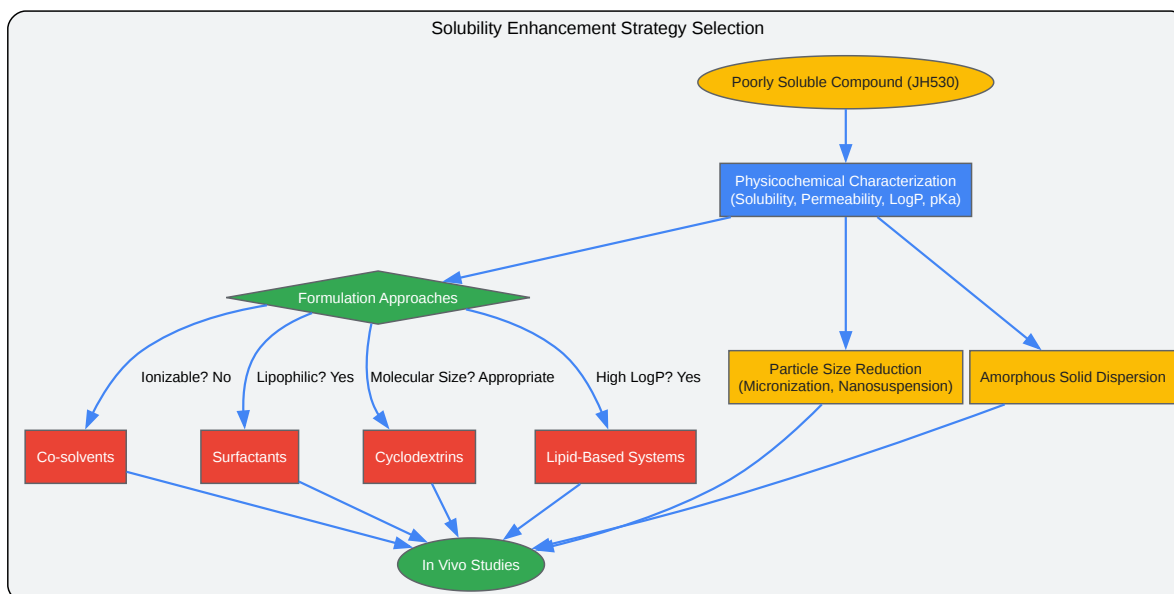 Solubility Enhancement Strategy Selection
Poorly Soluble Compound (JH530)
Physicochemical Characterization
(Solubility, Permeability, LogP, pKa)
Formulation Approaches
Ionizable? No
Lipophilic? Yes
Molecular Size? Appropriate
High LogP? Yes
Particle Size Reduction
(Micronization, Nanosuspension)
Amorphous Solid Dispersion
Co-solvents
Surfactants
Cyclodextrins
Lipid-Based Systems
In Vivo Studies